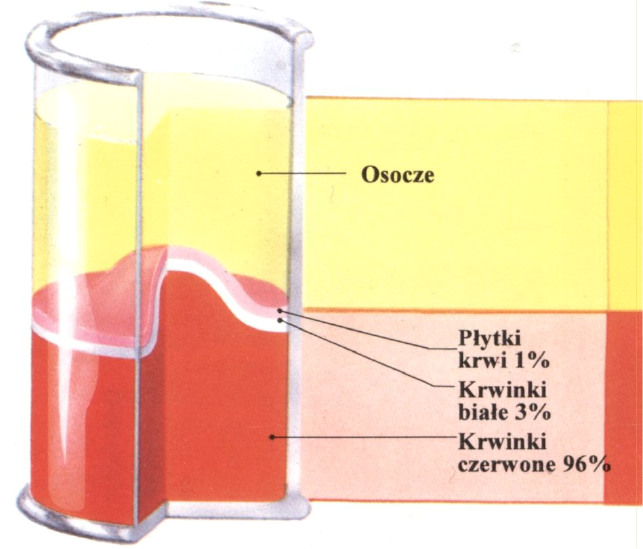 Osocze
Płytki
krwi 1%
Krwinki
białe 3%
Krwinki
czerwone 96%